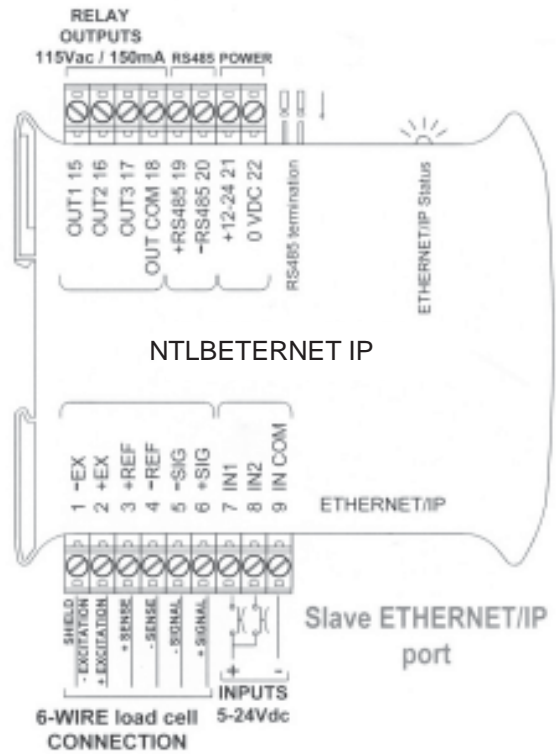 RELAY
OUTPUTS
115Vac / 150mA RS485 POWER
OUT1 15
OUT2 16
OUT3 17
OUT COM 18
+RS485 19
−RS485 20
+12-24 21
0 VDC 22
RS485 termination
ETHERNET/IP Status
NTLBETERNET IP
1 −EX
2 +EX
3 +REF
4 −REF
5 −SIG
6 +SIG
7 IN1
8 IN2
9 IN COM
ETHERNET/IP
SHIELD
- EXCITATION
+ EXCITATION
+ SENSE
- SENSE
- SIGNAL
+ SIGNAL
+ -
Slave ETHERNET/IP
port
INPUTS
5-24Vdc
6-WIRE load cell
CONNECTION